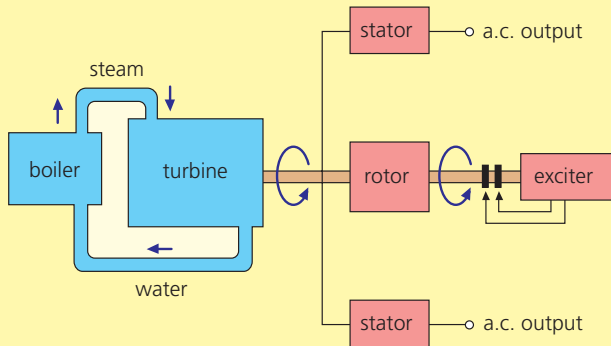 stator
a.c. output
steam
boiler
turbine
rotor
exciter
water
stator
a.c. output